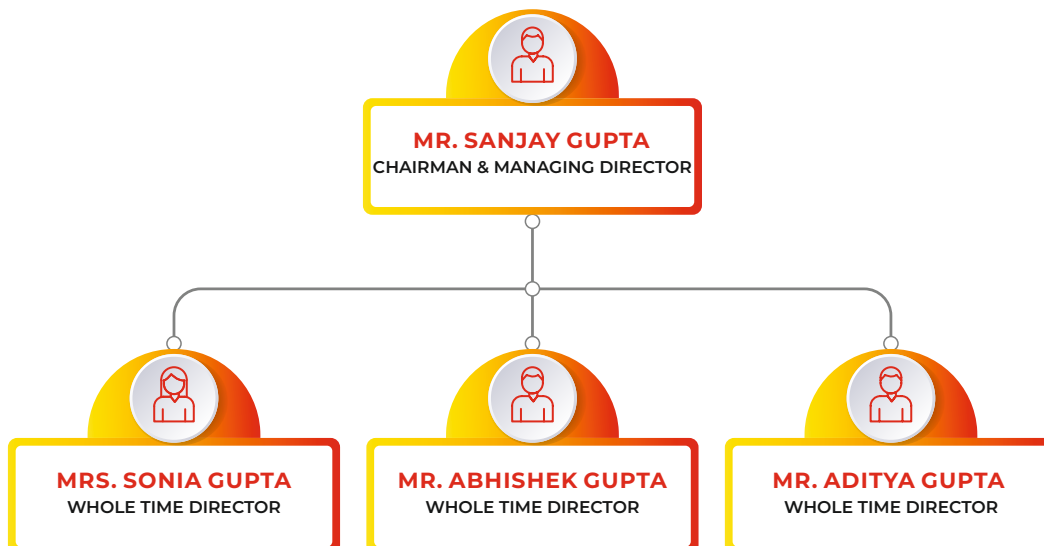 MR. SANJAY GUPTA
CHAIRMAN & MANAGING DIRECTOR
MRS. SONIA GUPTA
WHOLE TIME DIRECTOR
MR. ABHISHEK GUPTA
WHOLE TIME DIRECTOR
MR. ADITYA GUPTA
WHOLE TIME DIRECTOR